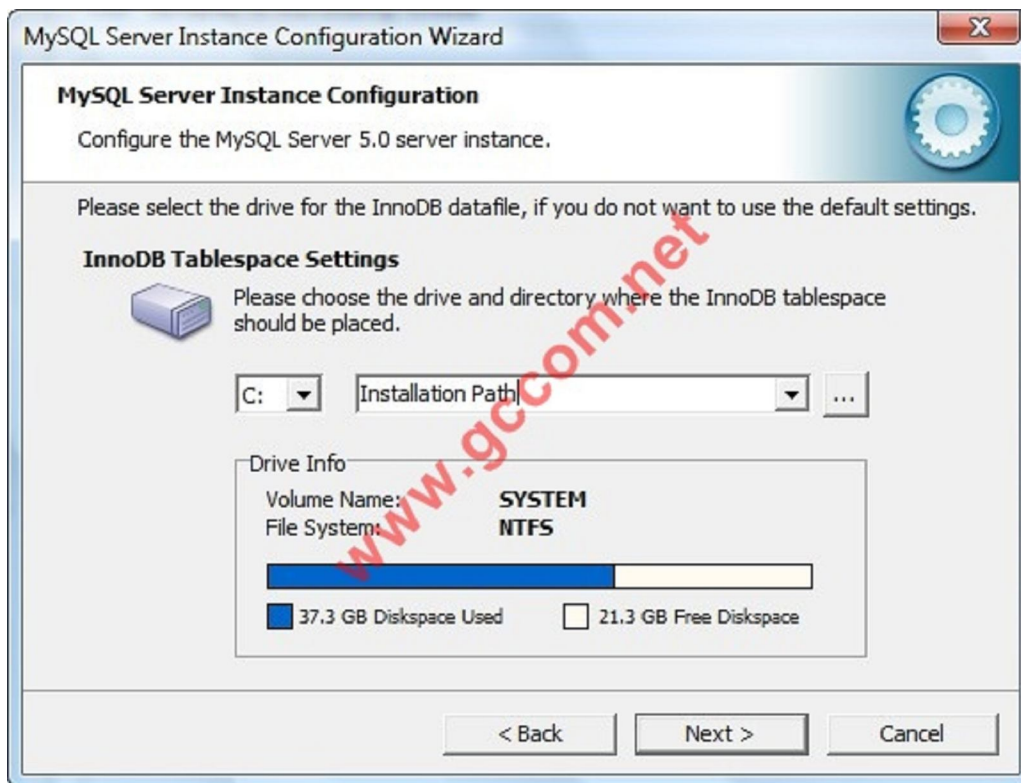 MySQL Server Instance Configuration Wizard
X
MySQL Server Instance Configuration
Configure the MySQL Server 5.0 server instance.
Please select the drive for the InnoDB datafile, if you do not want to use the default settings.
InnoDB Tablespace Settings
Please choose the drive and directory where the InnoDB tablespace
should be placed.
C: Installation Path ...
Drive Info
Volume Name: SYSTEM
File System: NTFS
37.3 GB Diskspace Used 21.3 GB Free Diskspace
< Back Next > Cancel
www.gccom.net